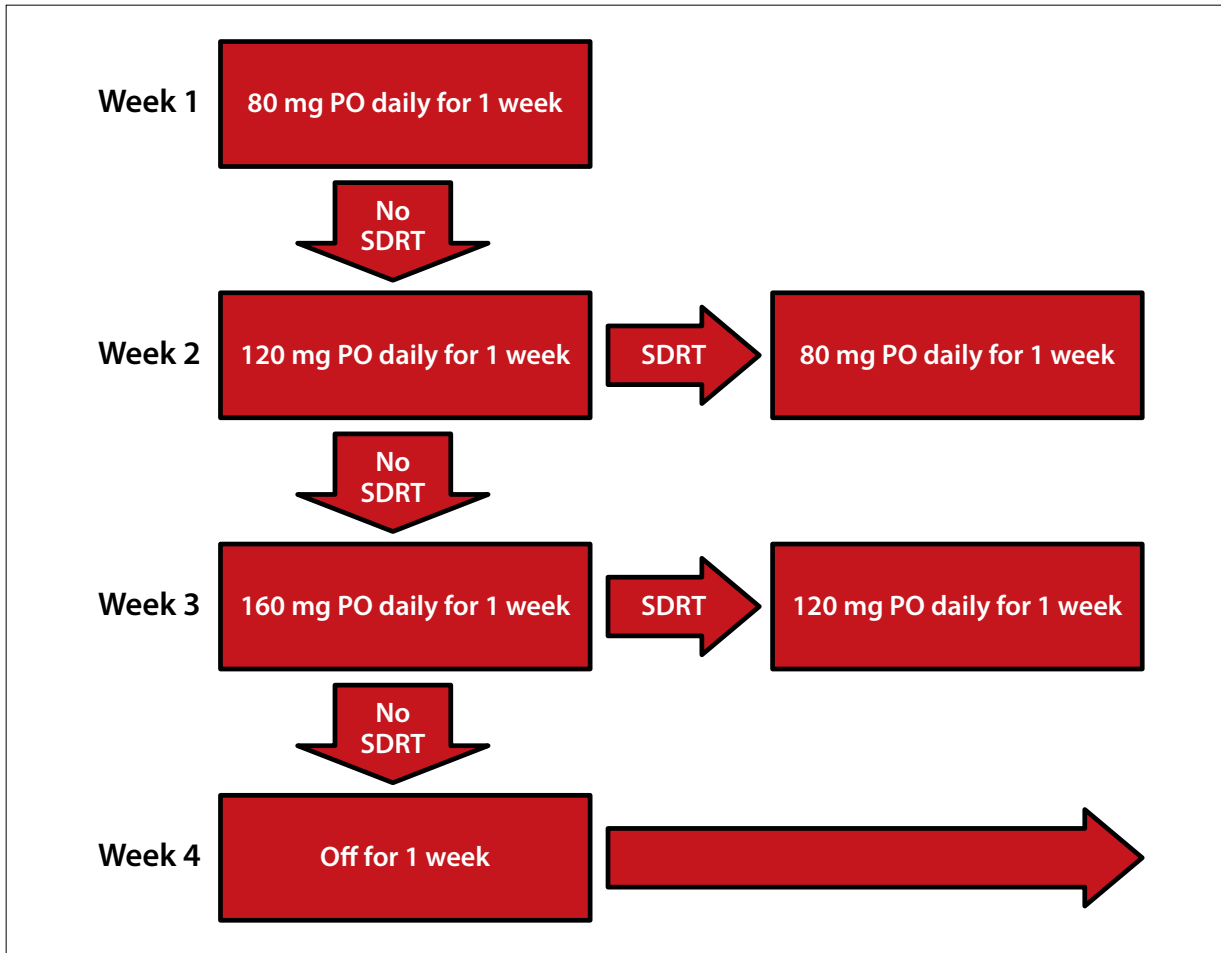 Week 1
80 mg PO daily for 1 week
No
SDRT
Week 2
120 mg PO daily for 1 week
SDRT
80 mg PO daily for 1 week
No
SDRT
Week 3
160 mg PO daily for 1 week
SDRT
120 mg PO daily for 1 week
No
SDRT
Week 4
Off for 1 week